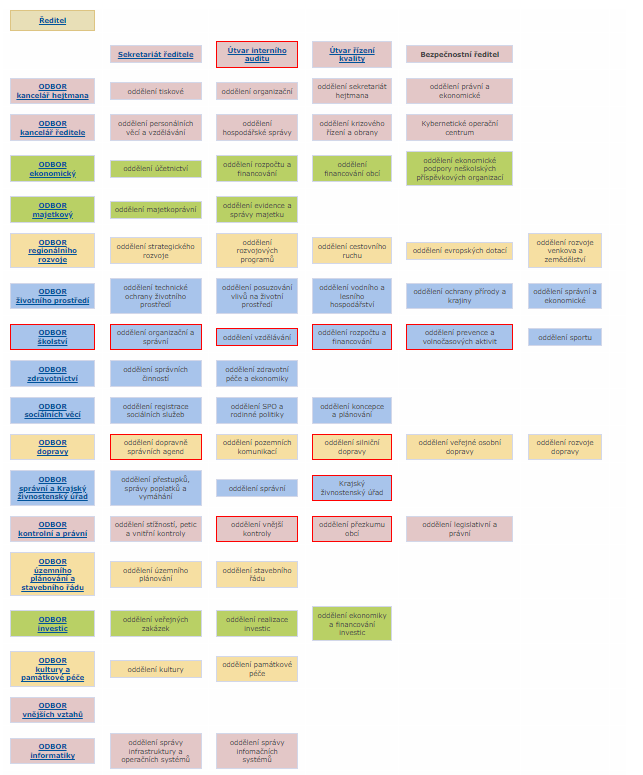 Ředitel
Sekretariát ředitele
Útvar interního
auditu
Útvar řízení
kvality
Bezpečnostní ředitel
ODBOR
kancelář hejtmana
oddělení tiskové
oddělení organizační
oddělení sekretariát
hejtmana
oddělení právní a
ekonomické
ODBOR
kancelář ředitele
oddělení personálních
věcí a vzdělávání
oddělení
hospodářské správy
oddělení krizového
řízení a obrany
Kybernetické operační
centrum
ODBOR
ekonomický
oddělení účetnictví
oddělení rozpočtu a
financování
oddělení
financování obcí
oddělení ekonomické
podpory neškolských
příspěvkových organizací
ODBOR
majetkový
oddělení majetkoprávní
oddělení evidence a
správy majetku
ODBOR
regionálního
rozvoje
oddělení strategického
rozvoje
oddělení
rozvojových
programů
oddělení cestovního
ruchu
oddělení evropských dotací
oddělení rozvoje
venkova a
zemědělství
ODBOR
životního prostředí
oddělení technické
ochrany životního
prostředí
oddělení posuzování
vlivů na životní
prostředí
oddělení vodního a
lesního
hospodářství
oddělení ochrany přírody a
krajiny
oddělení správní a
ekonomické
ODBOR
školství
oddělení organizační a
správní
oddělení vzdělávání
oddělení rozpočtu a
financování
oddělení prevence a
volnočasových aktivit
oddělení sportu
ODBOR
zdravotnictví
oddělení správních
činností
oddělení zdravotní
péče a ekonomiky
ODBOR
sociálních věcí
oddělení registrace
sociálních služeb
oddělení SPO a
rodinné politiky
oddělení koncepce
a plánování
ODBOR
dopravy
oddělení dopravně
správních agend
oddělení pozemních
komunikací
oddělení silniční
dopravy
oddělení veřejné osobní
dopravy
oddělení rozvoje
dopravy
ODBOR
správní a Krajský
živnostenský úřad
oddělení přestupků,
správy poplatků a
vymáhání
oddělení správní
Krajský
živnostenský úřad
ODBOR
kontrolní a právní
oddělení stížností, petic
a vnitřní kontroly
oddělení vnější
kontroly
oddělení přezkumu
obcí
oddělení legislativní a
právní
ODBOR
územního
plánování a
stavebního řádu
oddělení územního
plánování
oddělení stavebního
řádu
ODBOR
investic
oddělení veřejných
zakázek
oddělení realizace
investic
oddělení ekonomiky
a financování
investic
ODBOR
kultury a
památkové péče
oddělení kultury
oddělení památkové
péče
ODBOR
vnějších vztahů
ODBOR
informatiky
oddělení správy
infrastruktury a
operačních systémů
oddělení správy
infomačních
systémů